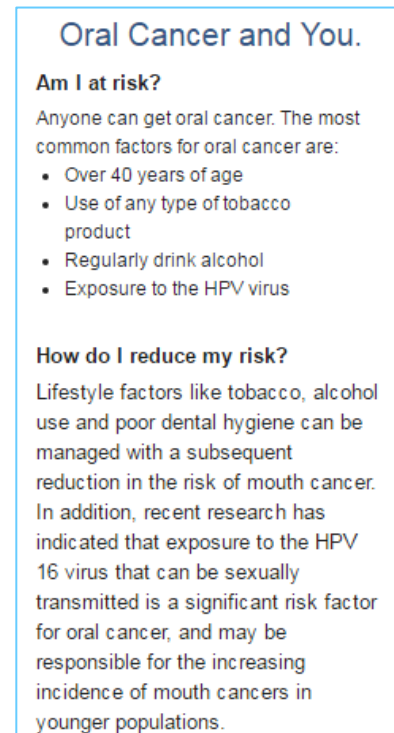 Oral Cancer and You.
Am I at risk?
Anyone can get oral cancer. The most
common factors for oral cancer are:
• Over 40 years of age
• Use of any type of tobacco
product
• Regularly drink alcohol
• Exposure to the HPV virus
How do I reduce my risk?
Lifestyle factors like tobacco, alcohol
use and poor dental hygiene can be
managed with a subsequent
reduction in the risk of mouth cancer.
In addition, recent research has
indicated that exposure to the HPV
16 virus that can be sexually
transmitted is a significant risk factor
for oral cancer, and may be
responsible for the increasing
incidence of mouth cancers in
younger populations.